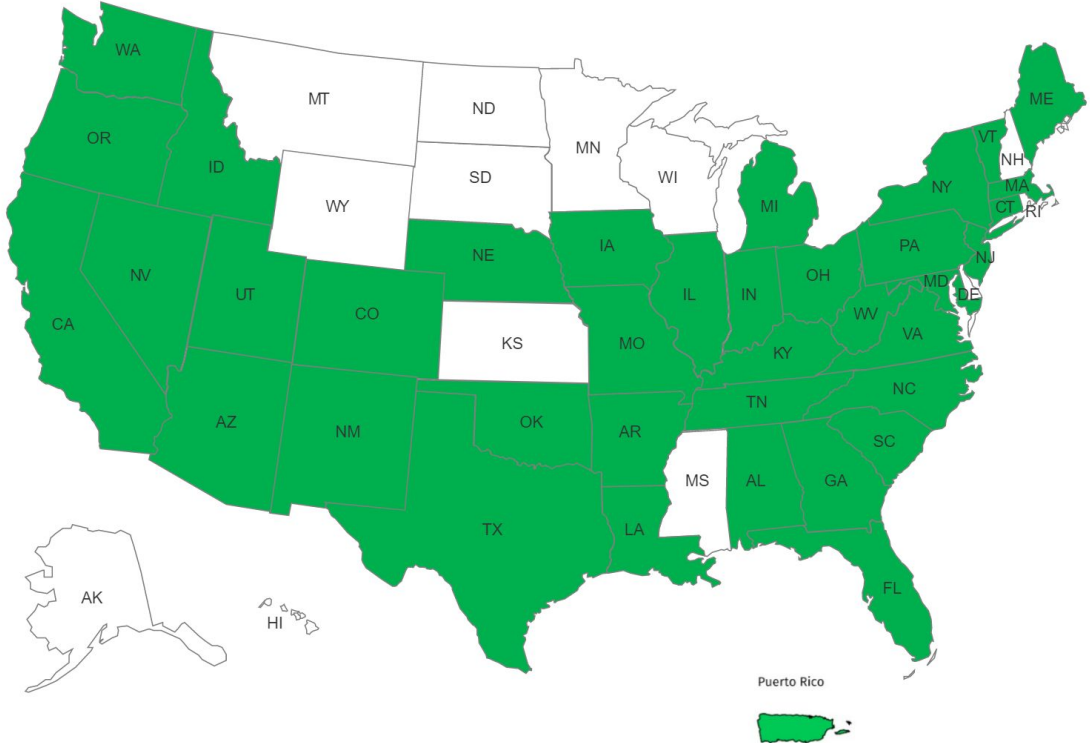 WA
MT
ND
MN
ME
OR
ID
VT
NH
SD
WI
WY
NY
MA
MI
CT
RI
NE
IA
PA
NV
UT
OH
NJ
IL
IN
MD
DE
CO
WV
CA
VA
KS
MO
KY
NC
TN
AZ
NM
OK
AR
SC
MS
AL
GA
TX
LA
FL
AK
HI
Puerto Rico